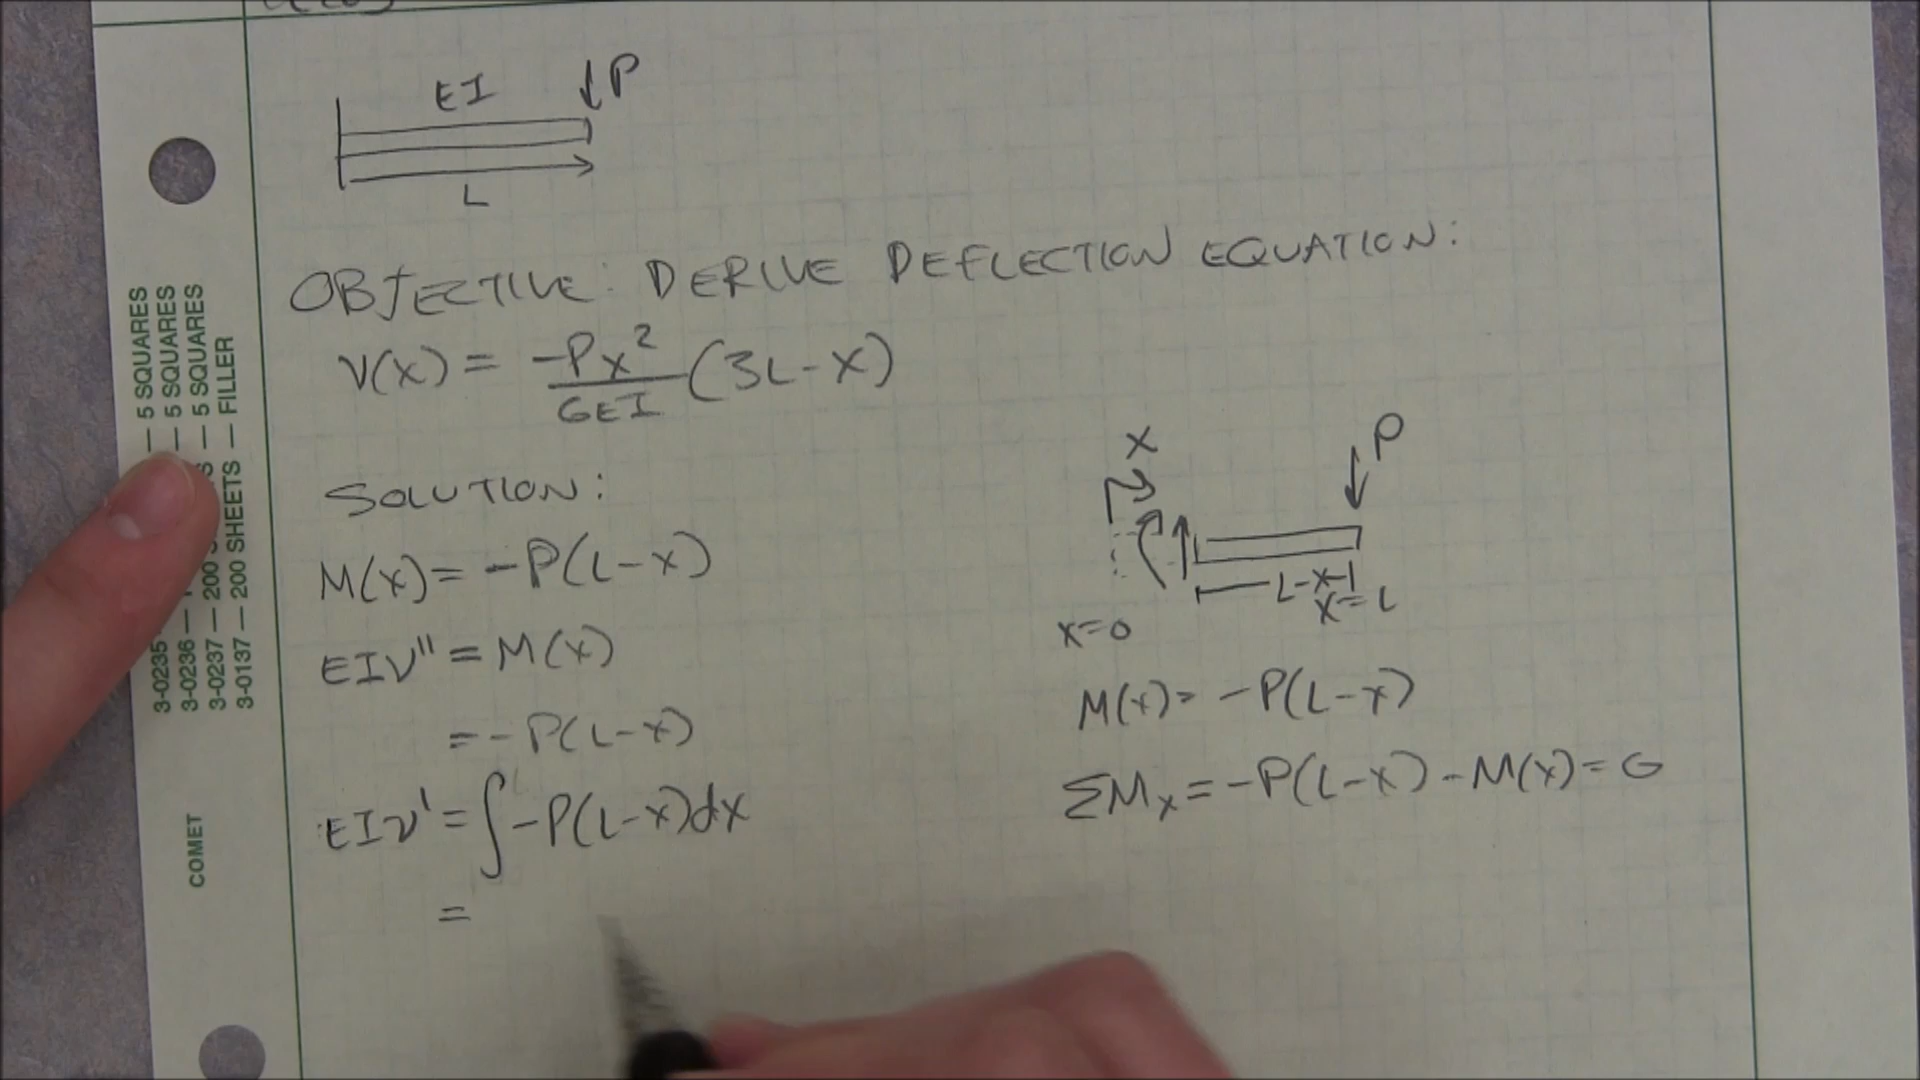 EI
↓P
L
OBJECTIVE: DERIVE DEFLECTION EQUATION:
v(x) = -Px²/6EI (3L-x)
SOLUTION:
M(x) = -P(L-x)
EIv'' = M(x)
= -P(L-x)
EIv' = ∫-P(L-x)dx
=
x
↓P
L-x
x=L
x=0
M(x) = -P(L-x)
ΣMx = -P(L-x) - M(x) = 0
— 5 SQUARES
— 5 SQUARES
— 5 SQUARES
— FILLER
3-0235
3-0236 —
3-0237 — 200
3-0137 — 200 SHEETS
COMET